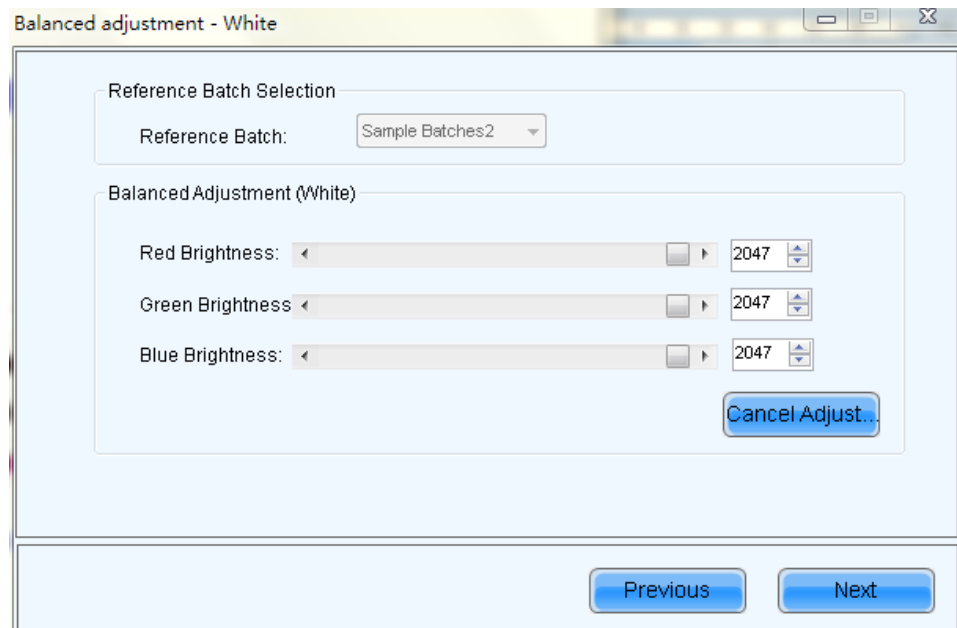 Balanced adjustment - White
Reference Batch Selection
Reference Batch: Sample Batches2
Balanced Adjustment (White)
Red Brightness: 2047
Green Brightness 2047
Blue Brightness: 2047
Cancel Adjust...
Previous Next